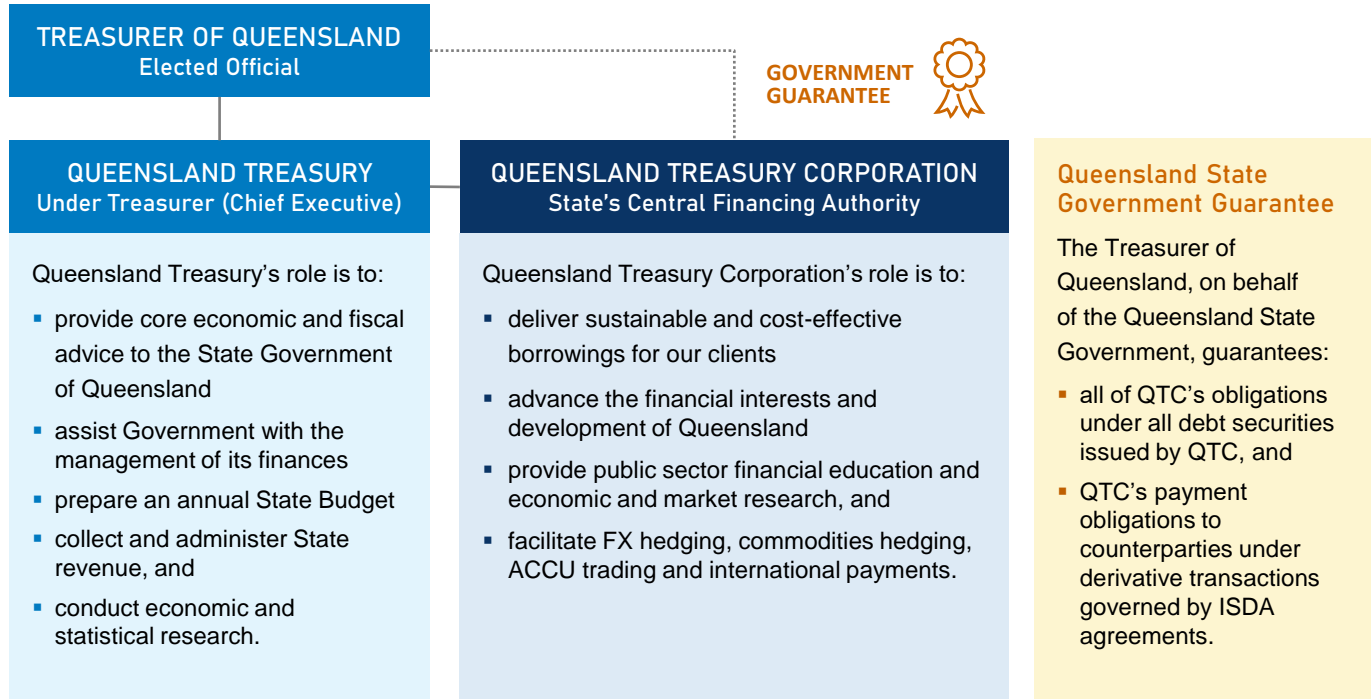 TREASURER OF QUEENSLAND
Elected Official
GOVERNMENT
GUARANTEE
QUEENSLAND TREASURY
Under Treasurer (Chief Executive)
Queensland Treasury's role is to:
▪ provide core economic and fiscal
advice to the State Government
of Queensland
▪ assist Government with the
management of its finances
▪ prepare an annual State Budget
▪ collect and administer State
revenue, and
▪ conduct economic and
statistical research.
QUEENSLAND TREASURY CORPORATION
State's Central Financing Authority
Queensland Treasury Corporation's role is to:
▪ deliver sustainable and cost-effective
borrowings for our clients
▪ advance the financial interests and
development of Queensland
▪ provide public sector financial education and
economic and market research, and
▪ facilitate FX hedging, commodities hedging,
ACCU trading and international payments.
Queensland State
Government Guarantee
The Treasurer of
Queensland, on behalf
of the Queensland State
Government, guarantees:
▪ all of QTC's obligations
under all debt securities
issued by QTC, and
▪ QTC's payment
obligations to
counterparties under
derivative transactions
governed by ISDA
agreements.